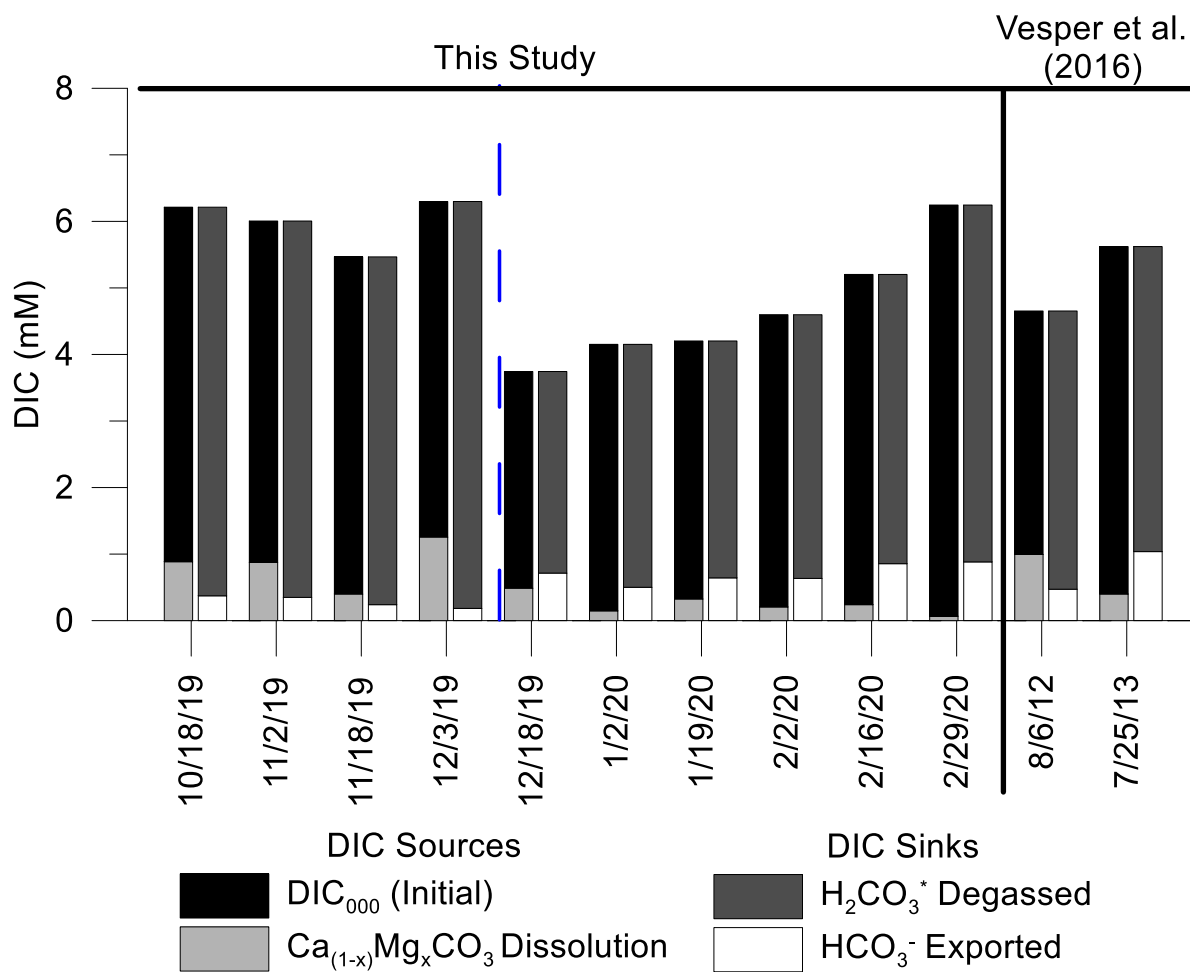 This Study
Vesper et al.
(2016)
DIC (mM)
8
6
4
2
0
10/18/19
11/2/19
11/18/19
12/3/19
12/18/19
1/2/20
1/19/20
2/2/20
2/16/20
2/29/20
8/6/12
7/25/13
DIC Sources
DIC₀₀₀ (Initial)
Ca₍₁₋ₓ₎MgₓCO₃ Dissolution
DIC Sinks
H₂CO₃* Degassed
HCO₃⁻ Exported